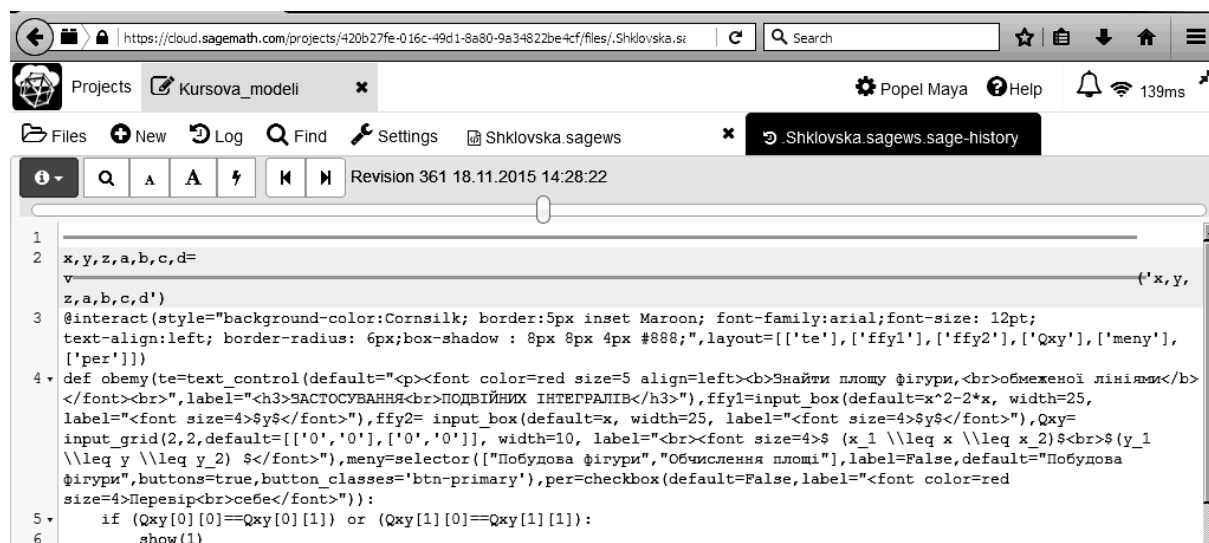 https://cloud.sagemath.com/projects/420b27fe-016c-49d1-8a80-9a34822be4cf/files/.Shklovska.sa
Search
Projects Kursova_modeli Popel Maya Help 139ms
Files New Log Find Settings Shklovska.sagews .Shklovska.sagews.sage-history
A A Revision 361 18.11.2015 14:28:22
1
2 x,y,z,a,b,c,d=
v('x,y,
z,a,b,c,d')
3 @interact(style="background-color:Cornsilk; border:5px inset Maroon; font-family:arial;font-size: 12pt;
text-align:left; border-radius: 6px;box-shadow : 8px 8px 4px #888;",layout=[['te'],['ffy1'],['ffy2'],['Qxy'],['meny'],
['per']])
4 def obemy(te=text_control(default="<p><font color=red size=5 align=left><b>Знайти площу фігури,<br>обмеженої лініями</b>
</font><br>",label="<h3>ЗАСТОСУВАННЯ<br>ПОДВІЙНИХ ІНТЕГРАЛІВ</h3>"),ffy1=input_box(default=x^2-2*x, width=25,
label="<font size=4>$y$</font>"),ffy2= input_box(default=x, width=25, label="<font size=4>$y$</font>"),Qxy=
input_grid(2,2,default=[['0','0'],['0','0']], width=10, label="<br><font size=4>$ (x_1 \\leq x \\leq x_2)$<br>$(y_1
\\leq y \\leq y_2) $</font>"),meny=selector(["Побудова фігури","Обчислення площі"],label=False,default="Побудова
фігури",buttons=true,button_classes='btn-primary'),per=checkbox(default=False,label="<font color=red
size=4>Перевір<br>себе</font>")):
5 if (Qxy[0][0]==Qxy[0][1]) or (Qxy[1][0]==Qxy[1][1]):
6 show(1)